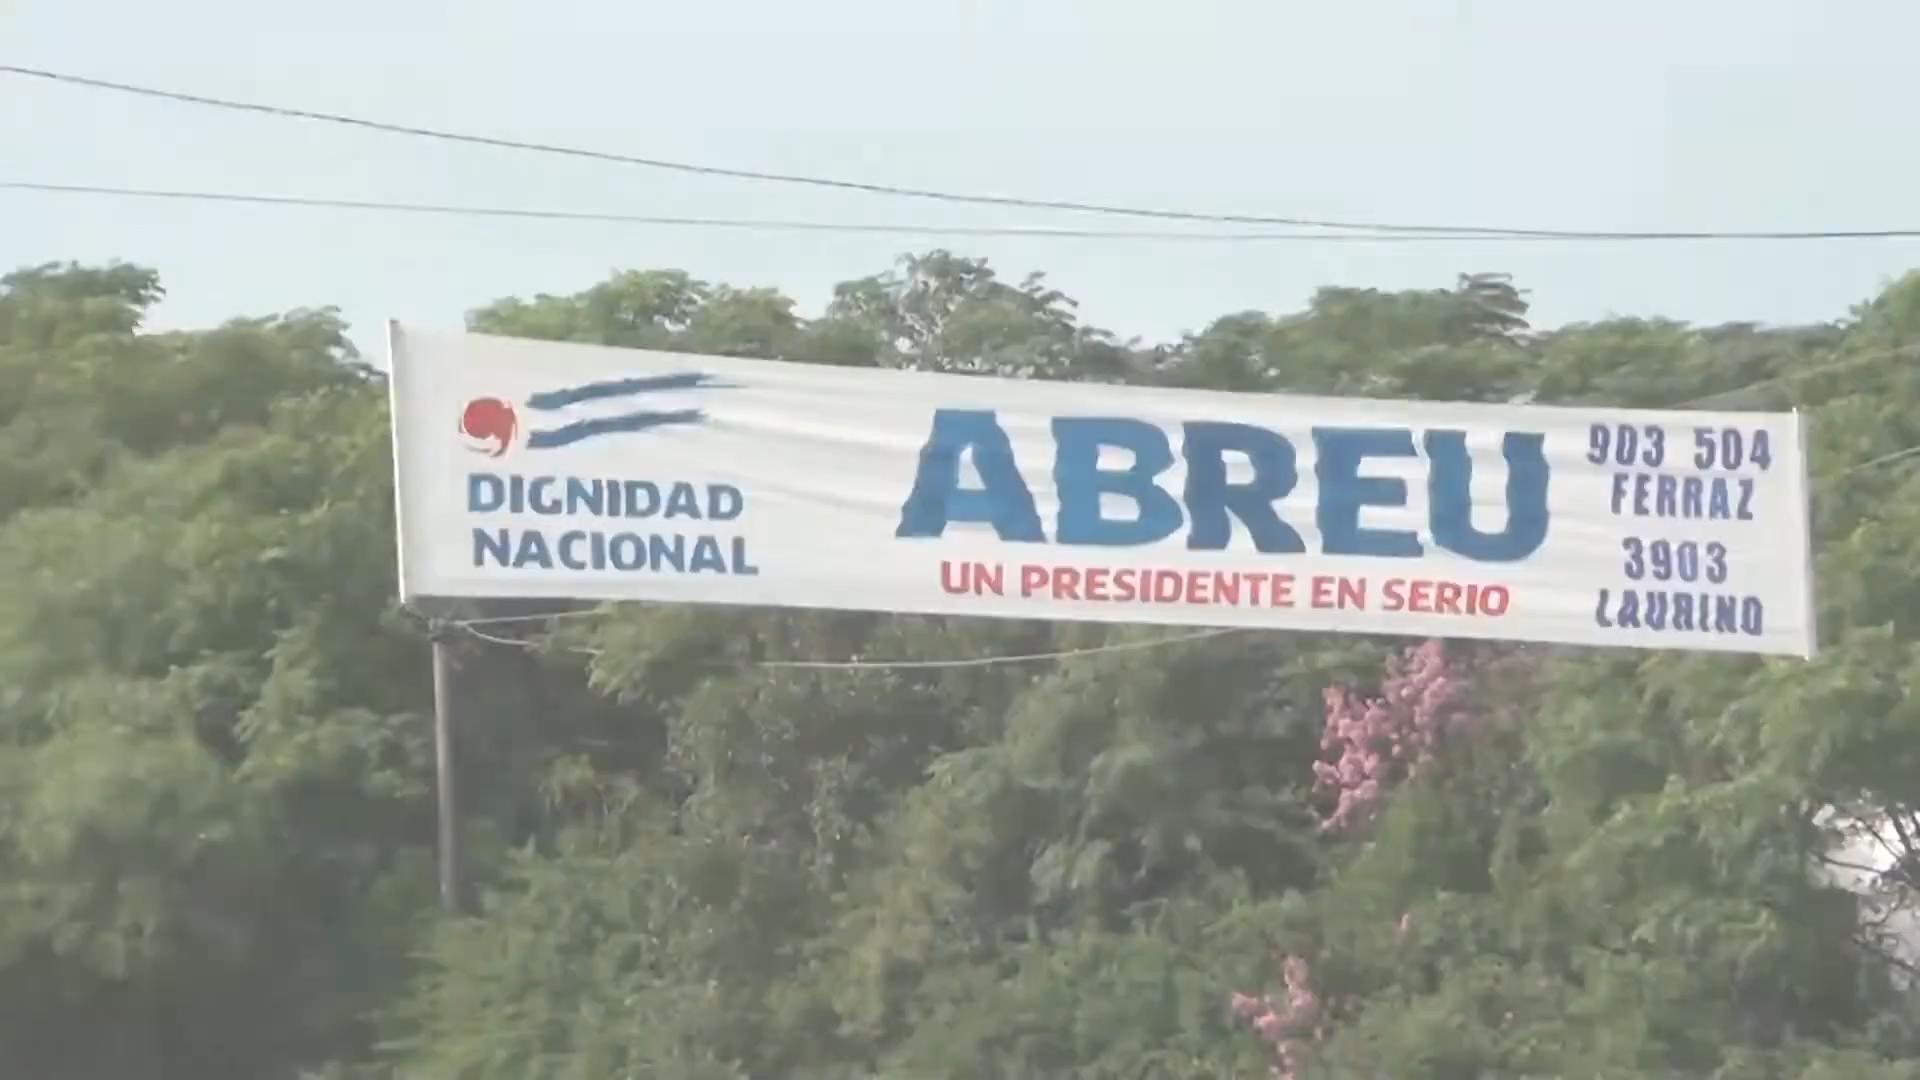 DIGNIDAD
NACIONAL
ABREU
UN PRESIDENTE EN SERIO
903 504
FERRAZ
3903
LAURINO